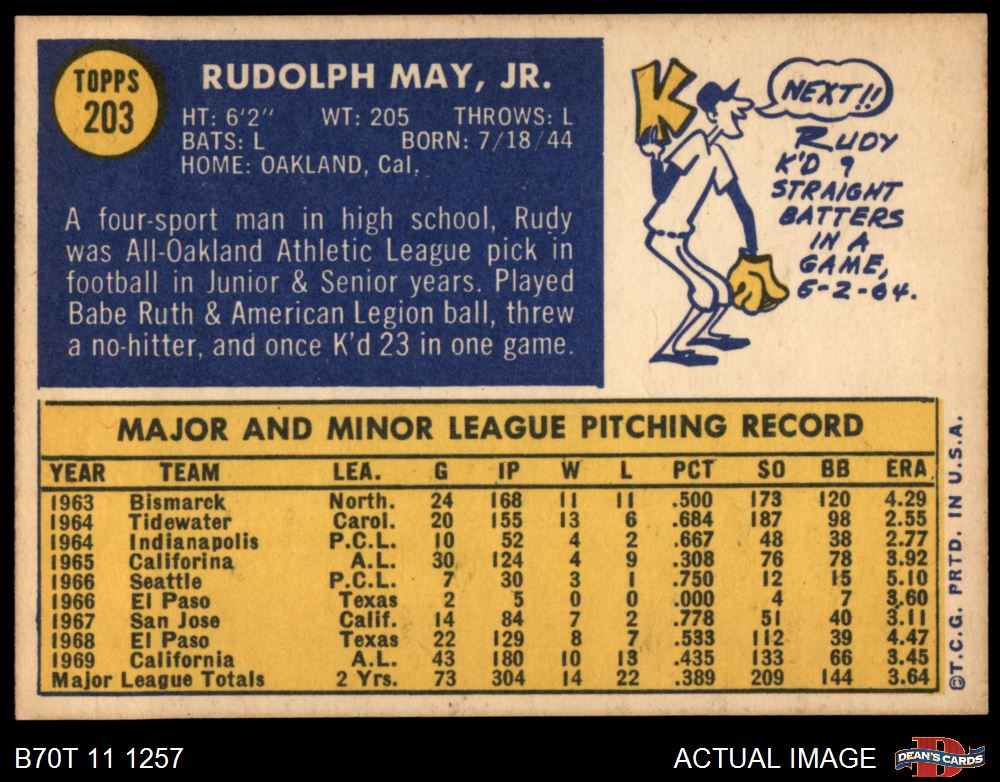 TOPPS
203
RUDOLPH MAY, JR.
HT: 6'2" WT: 205 THROWS: L
BATS: L BORN: 7/18/44
HOME: OAKLAND, Cal.
A four-sport man in high school, Rudy
was All-Oakland Athletic League pick in
football in Junior & Senior years. Played
Babe Ruth & American Legion ball, threw
a no-hitter, and once K'd 23 in one game.
K
NEXT!!
RUDY
K'D 9
STRAIGHT
BATTERS
IN A
GAME,
6-2-64.
MAJOR AND MINOR LEAGUE PITCHING RECORD
YEAR TEAM LEA. G IP W L PCT SO BB ERA
1963 Bismarck North. 24 168 11 11 .500 173 120 4.29
1964 Tidewater Carol. 20 155 13 6 .684 187 98 2.55
1964 Indianapolis P.C.L. 10 52 4 2 .667 48 38 2.77
1965 Califorina A.L. 30 124 4 9 .308 76 78 3.92
1966 Seattle P.C.L. 7 30 3 1 .750 12 15 5.10
1966 El Paso Texas 2 5 0 0 .000 4 7 3.60
1967 San Jose Calif. 14 84 7 2 .778 51 40 3.11
1968 El Paso Texas 22 129 8 7 .533 112 39 4.47
1969 California A.L. 43 180 10 13 .435 133 66 3.45
Major League Totals 2 Yrs. 73 304 14 22 .389 209 144 3.64
©T.C.G. PRTD. IN U.S.A.
B70T 11 1257
ACTUAL IMAGE
D
DEAN'S CARDS